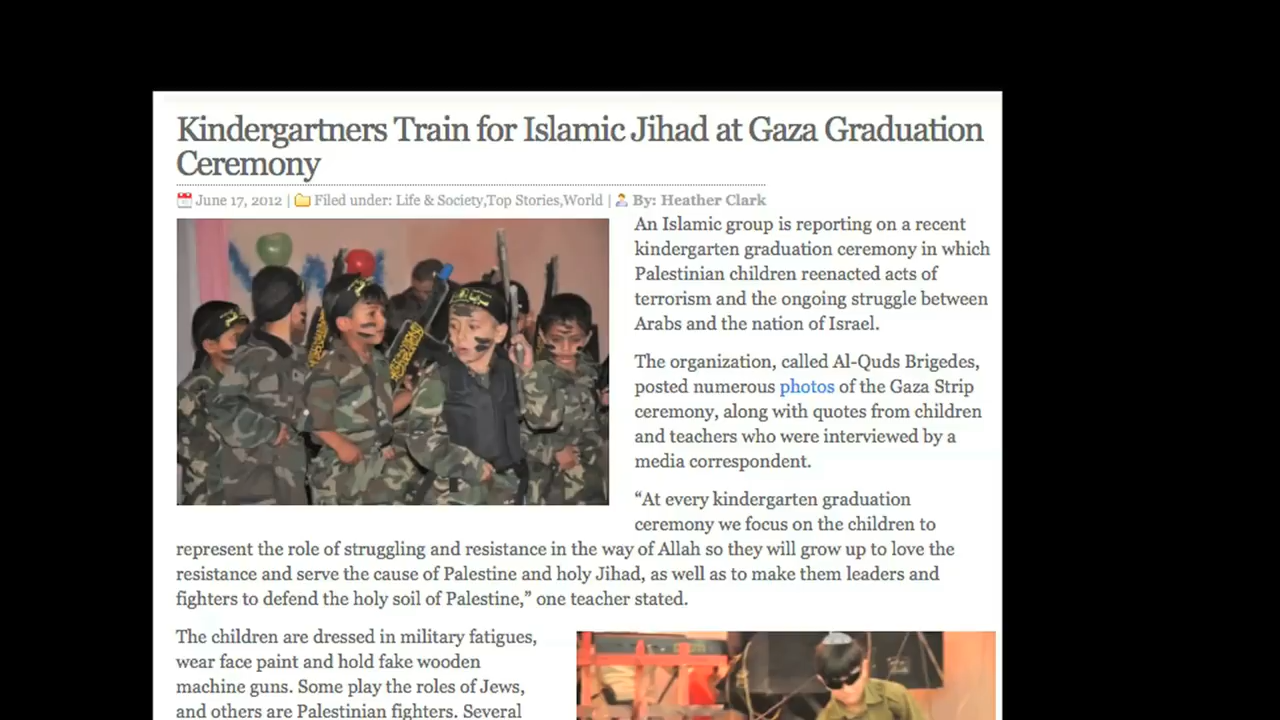 Kindergartners Train for Islamic Jihad at Gaza Graduation
Ceremony
June 17, 2012 | Filed under: Life & Society,Top Stories,World | By: Heather Clark
An Islamic group is reporting on a recent
kindergarten graduation ceremony in which
Palestinian children reenacted acts of
terrorism and the ongoing struggle between
Arabs and the nation of Israel.
The organization, called Al-Quds Brigedes,
posted numerous photos of the Gaza Strip
ceremony, along with quotes from children
and teachers who were interviewed by a
media correspondent.
“At every kindergarten graduation
ceremony we focus on the children to
represent the role of struggling and resistance in the way of Allah so they will grow up to love the
resistance and serve the cause of Palestine and holy Jihad, as well as to make them leaders and
fighters to defend the holy soil of Palestine,” one teacher stated.
The children are dressed in military fatigues,
wear face paint and hold fake wooden
machine guns. Some play the roles of Jews,
and others are Palestinian fighters. Several